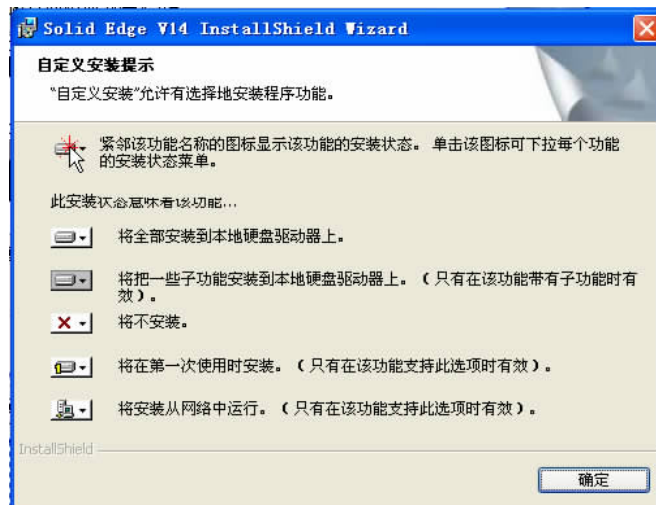 Solid Edge V14 InstallShield Wizard
自定义安装提示
“自定义安装”允许有选择地安装程序功能。
紧邻该功能名称的图标显示该功能的安装状态。 单击该图标可下拉每个功能
的安装状态菜单。
此安装状态意味着该功能...
将全部安装到本地硬盘驱动器上。
将把一些子功能安装到本地硬盘驱动器上。（只有在该功能带有子功能时有
效）。
将不安装。
将在第一次使用时安装。（只有在该功能支持此选项时有效）。
将安装从网络中运行。（只有在该功能支持此选项时有效）。
InstallShield
确定